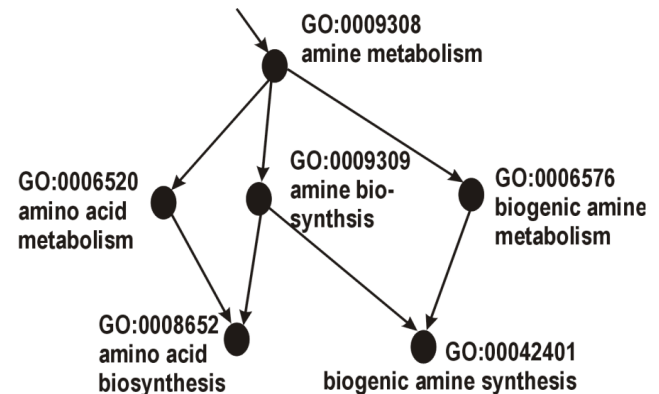 GO:0009308
amine metabolism
GO:0009309
amine bio-
synthsis
GO:0006520
amino acid
metabolism
GO:0006576
biogenic amine
metabolism
GO:0008652
amino acid
biosynthesis
GO:00042401
biogenic amine synthesis